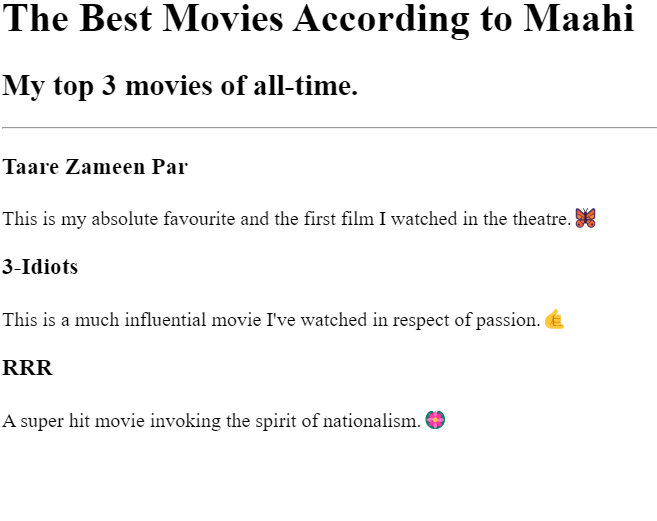 The Best Movies According to Maahi
My top 3 movies of all-time.
Taare Zameen Par
This is my absolute favourite and the first film I watched in the theatre.🦋
3-Idiots
This is a much influential movie I've watched in respect of passion.🤙
RRR
A super hit movie invoking the spirit of nationalism.🌸